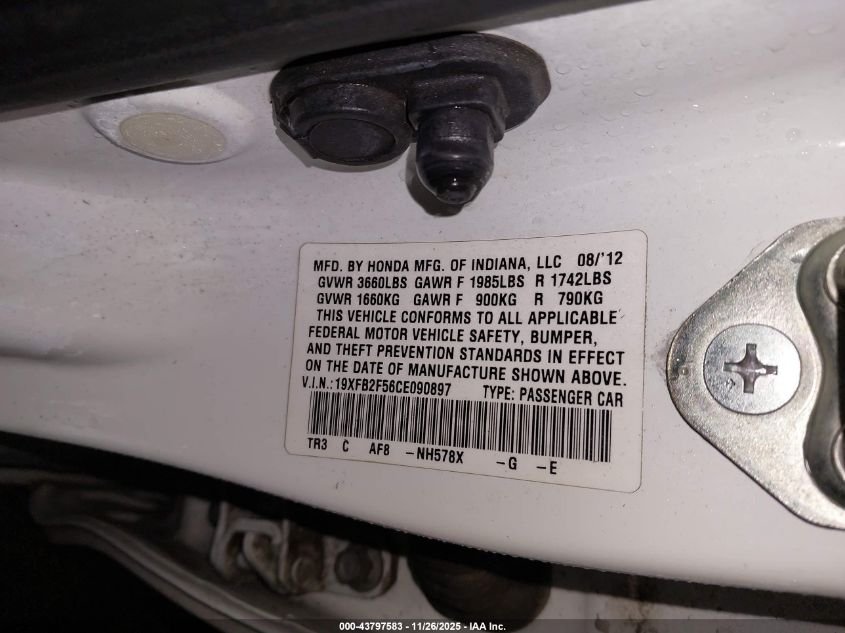 MFD. BY HONDA MFG. OF INDIANA, LLC 08/'12
GVWR 3660LBS GAWR F 1985LBS R 1742LBS
GVWR 1660KG GAWR F 900KG R 790KG
THIS VEHICLE CONFORMS TO ALL APPLICABLE
FEDERAL MOTOR VEHICLE SAFETY, BUMPER,
AND THEFT PREVENTION STANDARDS IN EFFECT
ON THE DATE OF MANUFACTURE SHOWN ABOVE.
V.I.N.:19XFB2F56CE090897 TYPE: PASSENGER CAR
TR3 C AF8 -NH578X -G -E
000-43797583 - 11/26/2025 - IAA Inc.